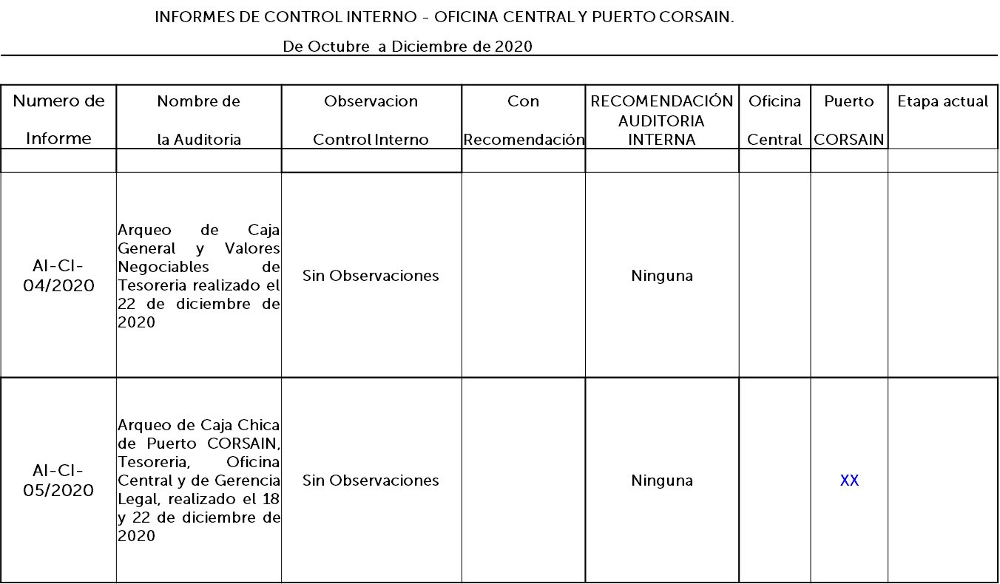 INFORMES DE CONTROL INTERNO - OFICINA CENTRAL Y PUERTO CORSAIN.
De Octubre a Diciembre de 2020
Numero de
Informe
Nombre de
la Auditoria
Observacion
Control Interno
Con
Recomendación
RECOMENDACIÓN
AUDITORIA
INTERNA
Oficina
Central
Puerto
CORSAIN
Etapa actual
AI-CI-
04/2020
Arqueo de Caja
General y Valores
Negociables de
Tesoreria realizado el
22 de diciembre de
2020
Sin Observaciones
Ninguna
AI-CI-
05/2020
Arqueo de Caja Chica
de Puerto CORSAIN,
Tesoreria, Oficina
Central y de Gerencia
Legal, realizado el 18
y 22 de diciembre de
2020
Sin Observaciones
Ninguna
XX